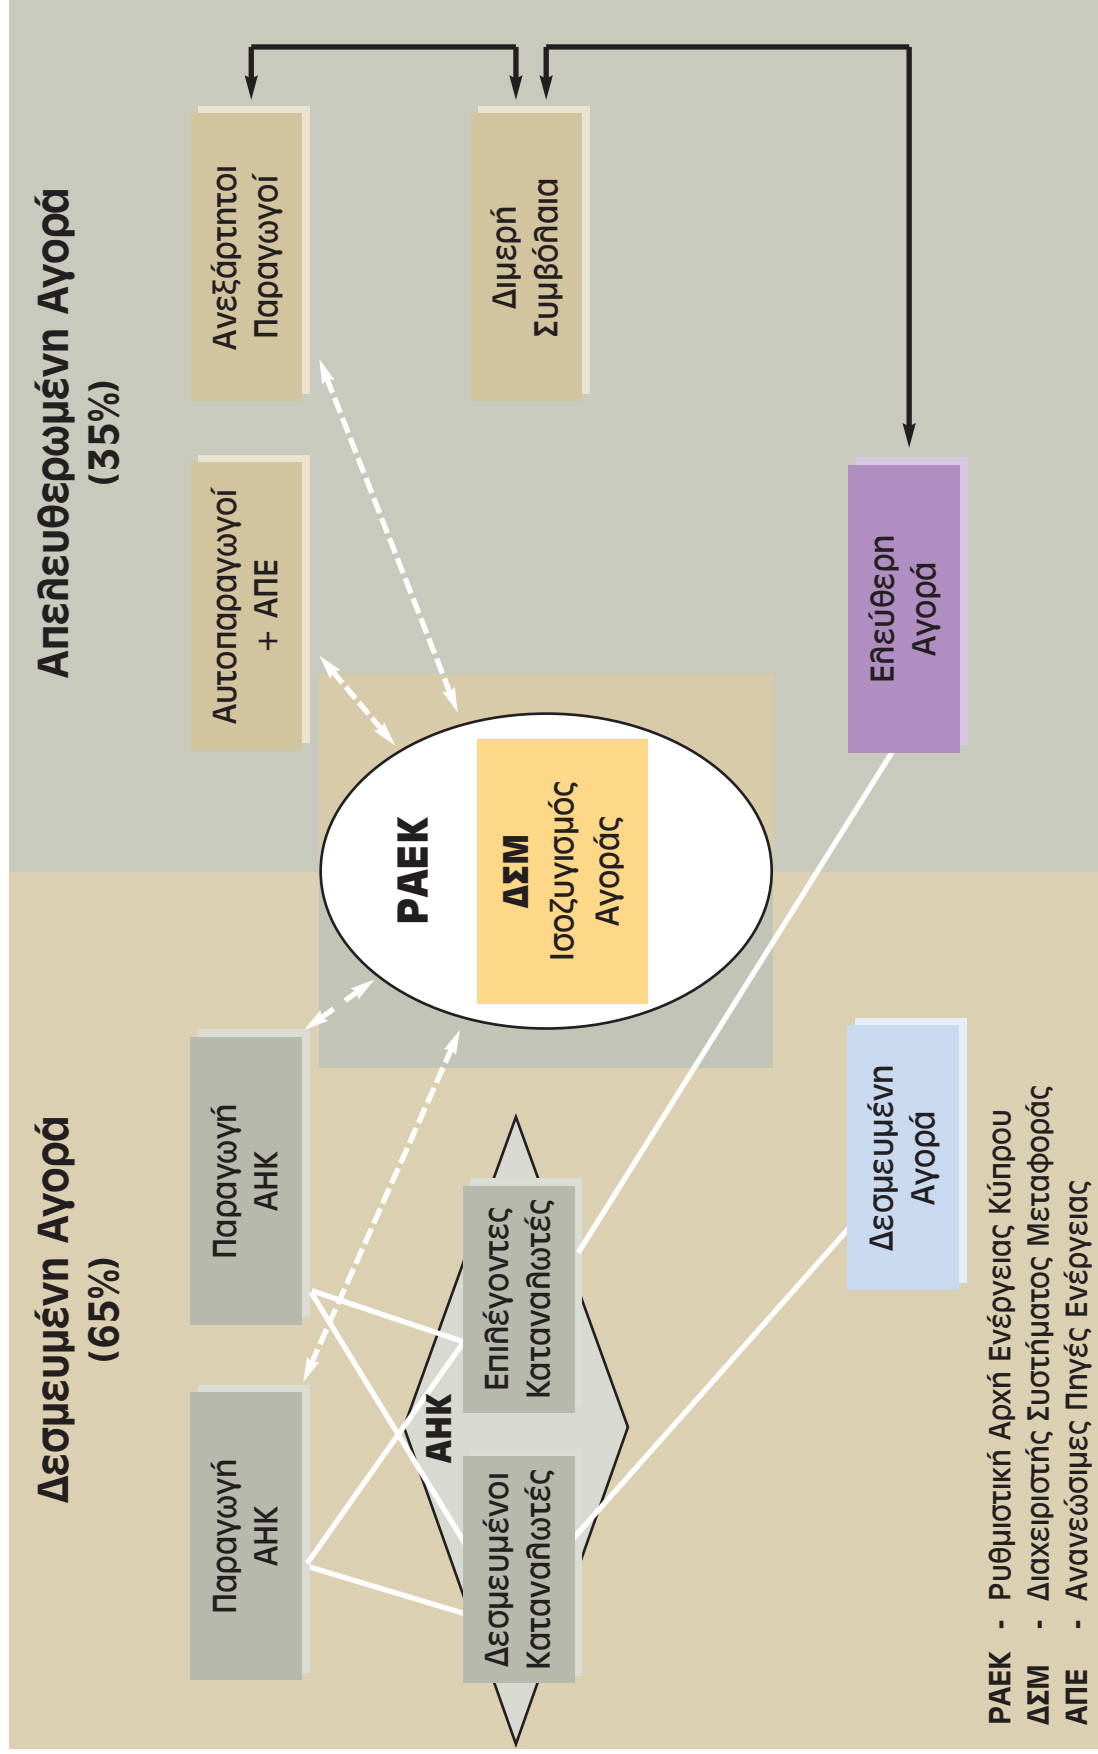 Δεσμευμένη Αγορά
(65%)
Απελευθερωμένη Αγορά
(35%)
Παραγωγή
ΑΗΚ
Παραγωγή
ΑΗΚ
Αυτοπαραγωγοί
+ ΑΠΕ
Ανεξάρτητοι
Παραγωγοί
ΡΑΕΚ
ΔΣΜ
Ισοζυγισμός
Αγοράς
ΑΗΚ
Δεσμευμένοι
Καταναλωτές
Επιλέγοντες
Καταναλωτές
Διμερή
Συμβόλαια
Δεσμευμένη
Αγορά
Ελεύθερη
Αγορά
ΡΑΕΚ - Ρυθμιστική Αρχή Ενέργειας Κύπρου
ΔΣΜ - Διαχειριστής Συστήματος Μεταφοράς
ΑΠΕ - Ανανεώσιμες Πηγές Ενέργειας